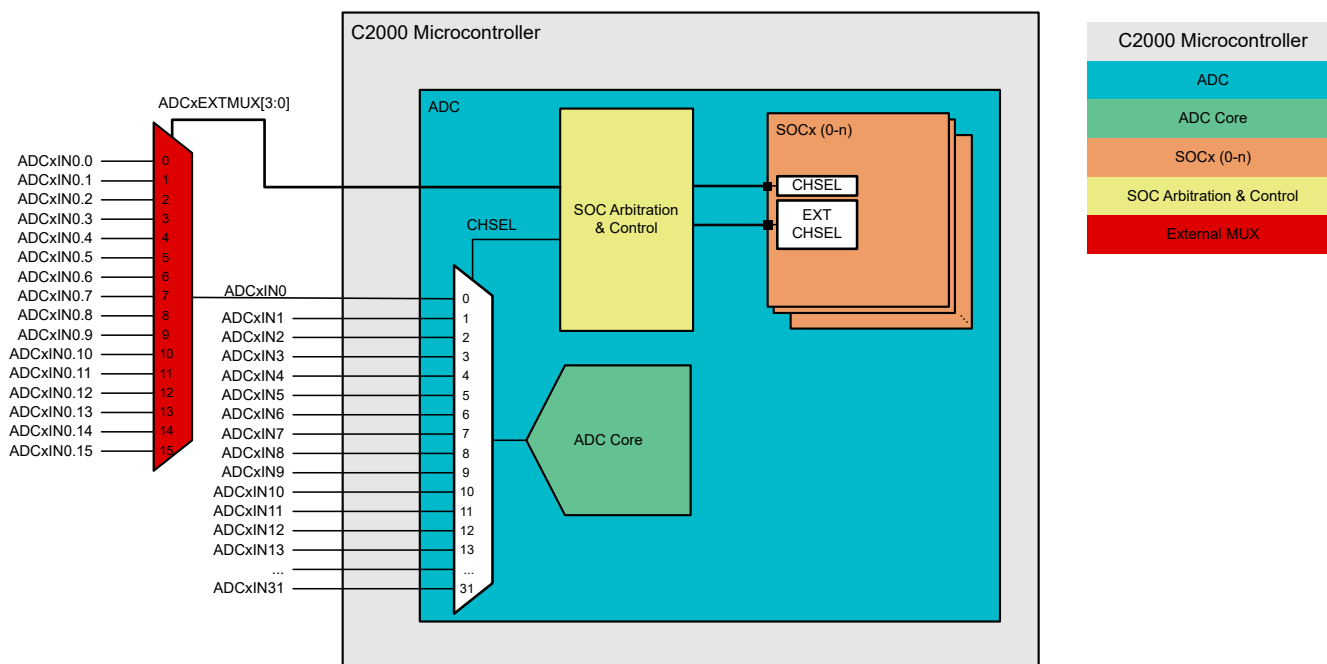 C2000 Microcontroller
ADCxEXTMUX[3:0]
ADCxIN0.0
ADCxIN0.1
ADCxIN0.2
ADCxIN0.3
ADCxIN0.4
ADCxIN0.5
ADCxIN0.6
ADCxIN0.7
ADCxIN0.8
ADCxIN0.9
ADCxIN0.10
ADCxIN0.11
ADCxIN0.12
ADCxIN0.13
ADCxIN0.14
ADCxIN0.15
0
1
2
3
4
5
6
7
8
9
10
11
12
13
14
15
ADCxIN0
ADCxIN1
ADCxIN2
ADCxIN3
ADCxIN4
ADCxIN5
ADCxIN6
ADCxIN7
ADCxIN8
ADCxIN9
ADCxIN10
ADCxIN11
ADCxIN12
ADCxIN13
...
ADCxIN31
ADC
CHSEL
0
1
2
3
4
5
6
7
8
9
10
11
12
13
...
31
SOC Arbitration
& Control
ADC Core
SOCx (0-n)
CHSEL
EXT
CHSEL
C2000 Microcontroller
ADC
ADC Core
SOCx (0-n)
SOC Arbitration & Control
External MUX